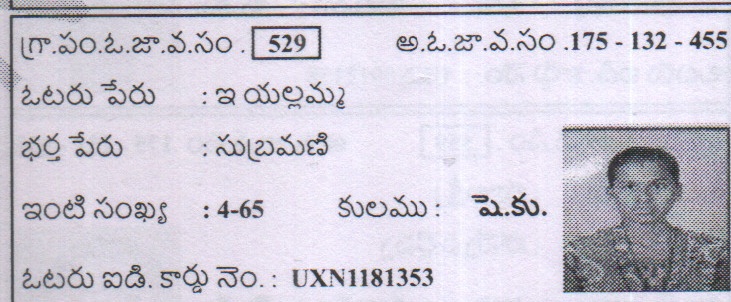 గ్రా.పం.ఓ.జా.వ.సం . 529 అ.ఓ.జా.వ.సం .175 - 132 - 455
ఓటరు పేరు : ఇ యల్లమ్మ
భర్త పేరు : సుబ్రమణి
ఇంటి సంఖ్య : 4-65 కులము : షె.కు.
ఓటరు ఐడి. కార్డు నెం. : UXN1181353